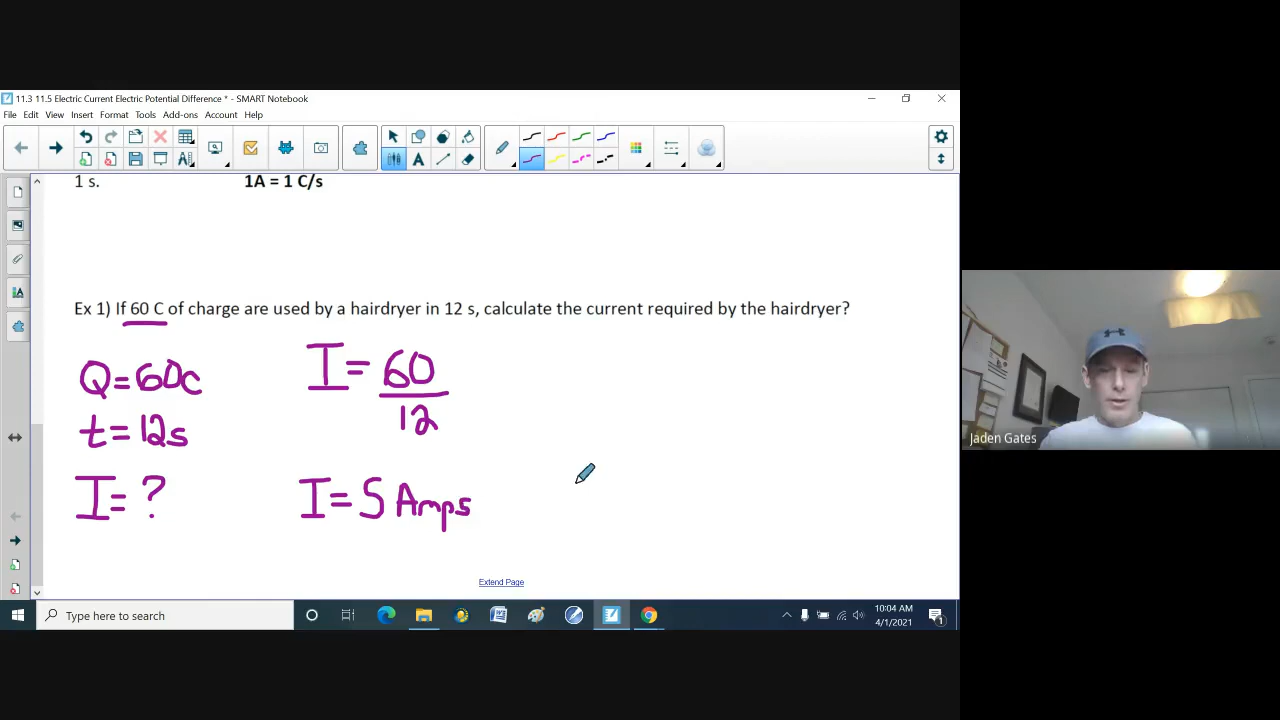 11.3 11.5 Electric Current Electric Potential Difference * - SMART Notebook
File Edit View Insert Format Tools Add-ons Account Help
1 s. 1A = 1 C/s
Ex 1) If 60 C of charge are used by a hairdryer in 12 s, calculate the current required by the hairdryer?
Q = 60c
t = 12s
I = ?
I = 60
12
I = 5 Amps
Extend Page
Jaden Gates
Type here to search
10:04 AM
4/1/2021